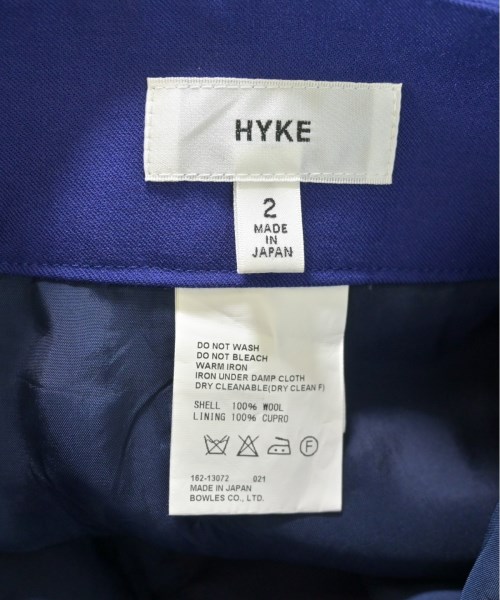 HYKE
2
MADE
IN
JAPAN
DO NOT WASH
DO NOT BLEACH
WARM IRON
IRON UNDER DAMP CLOTH
DRY CLEANABLE(DRY CLEAN F)
SHELL 100% WOOL
LINING 100% CUPRO
F
162-13072 021
MADE IN JAPAN
BOWLES CO., LTD.